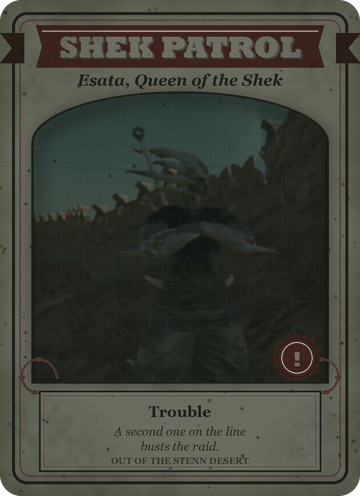 SHEK PATROL
Esata, Queen of the Shek
!
Trouble
A second one on the line
busts the raid.
OUT OF THE STENN DESERT